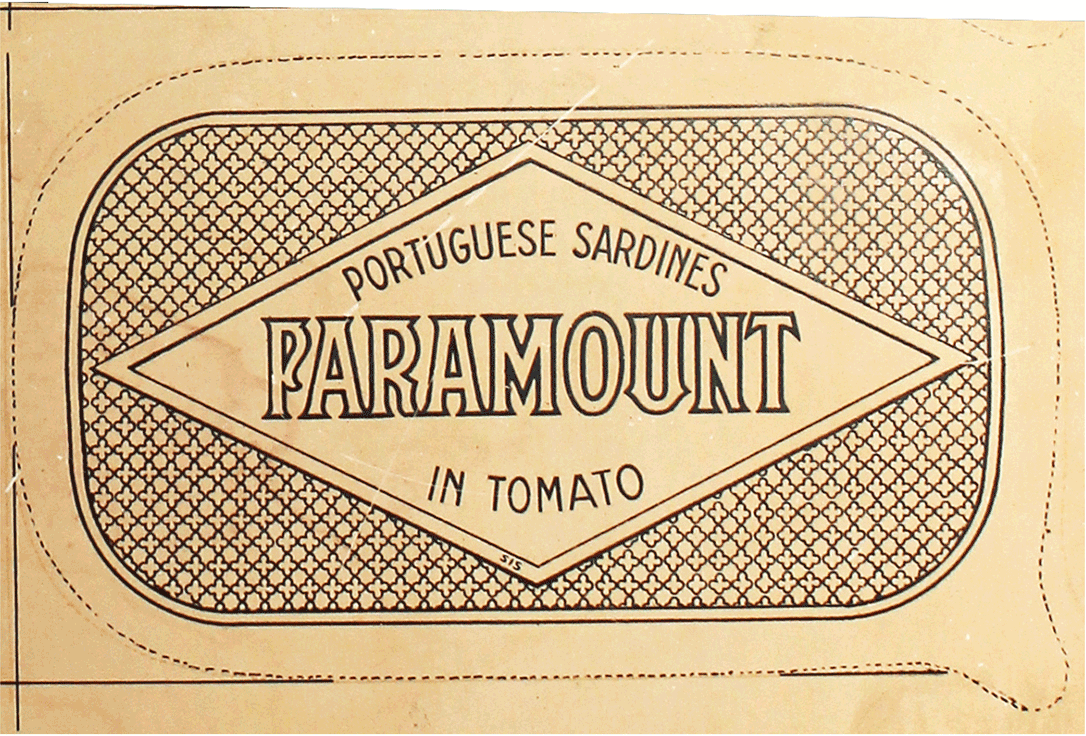 PORTUGUESE SARDINES
PARAMOUNT
IN TOMATO
SIS